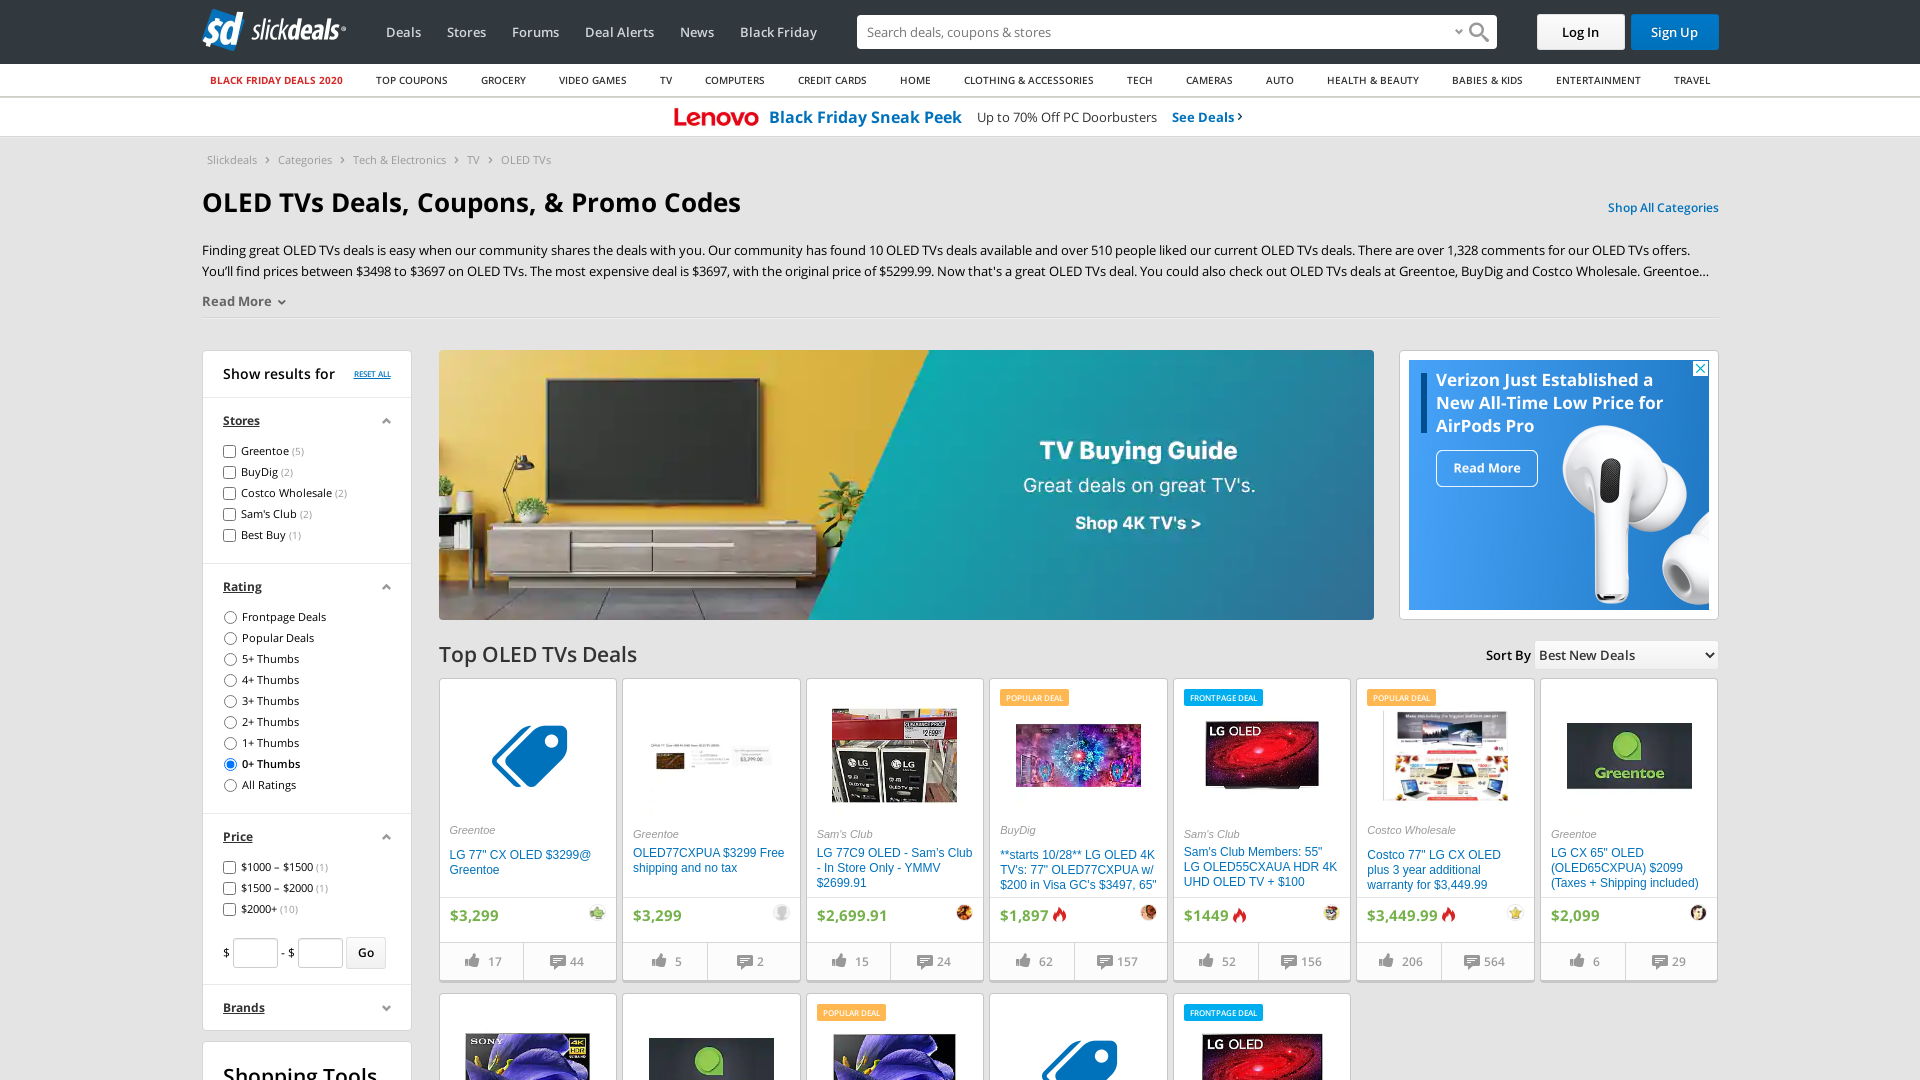 sd slickdeals
Deals
Stores
Forums
Deal Alerts
News
Black Friday
Search deals, coupons & stores
Log In
Sign Up
BLACK FRIDAY DEALS 2020
TOP COUPONS
GROCERY
VIDEO GAMES
TV
COMPUTERS
CREDIT CARDS
HOME
CLOTHING & ACCESSORIES
TECH
CAMERAS
AUTO
HEALTH & BEAUTY
BABIES & KIDS
ENTERTAINMENT
TRAVEL
Lenovo Black Friday Sneak Peek Up to 70% Off PC Doorbusters See Deals
Slickdeals > Categories > Tech & Electronics > TV > OLED TVs
OLED TVs Deals, Coupons, & Promo Codes
Shop All Categories
Finding great OLED TVs deals is easy when our community shares the deals with you. Our community has found 10 OLED TVs deals available and over 510 people liked our current OLED TVs deals. There are over 1,328 comments for our OLED TVs offers.
You’ll find prices between $3498 to $3697 on OLED TVs. The most expensive deal is $3697, with the original price of $5299.99. Now that's a great OLED TVs deal. You could also check out OLED TVs deals at Greentoe, BuyDig and Costco Wholesale. Greentoe...
Read More
Show results for
RESET ALL
Stores
Greentoe (5)
BuyDig (2)
Costco Wholesale (2)
Sam's Club (2)
Best Buy (1)
Rating
Frontpage Deals
Popular Deals
5+ Thumbs
4+ Thumbs
3+ Thumbs
2+ Thumbs
1+ Thumbs
0+ Thumbs
All Ratings
Price
$1000 – $1500 (1)
$1500 – $2000 (1)
$2000+ (10)
$ - $ Go
Brands
Shopping Tools
TV Buying Guide
Great deals on great TV's.
Shop 4K TV's >
Verizon Just Established a
New All-Time Low Price for
AirPods Pro
Read More
Top OLED TVs Deals
Sort By Best New Deals
Greentoe
LG 77" CX OLED $3299@
Greentoe
$3,299
17
44
Greentoe
OLED77CXPUA $3299 Free
shipping and no tax
$3,299
5
2
LG
LG
Sam's Club
LG 77C9 OLED - Sam’s Club
- In Store Only - YMMV
$2699.91
$2,699.91
15
24
POPULAR DEAL
BuyDig
**starts 10/28** LG OLED 4K
TV's: 77" OLED77CXPUA w/
$200 in Visa GC's $3497, 65"
$1,897
62
157
FRONTPAGE DEAL
LG OLED
Sam's Club
Sam's Club Members: 55"
LG OLED55CXAUA HDR 4K
UHD OLED TV + $100
$1449
52
156
POPULAR DEAL
Costco Wholesale
Costco 77" LG CX OLED
plus 3 year additional
warranty for $3,449.99
$3,449.99
206
564
Greentoe
Greentoe
LG CX 65" OLED
(OLED65CXPUA) $2099
(Taxes + Shipping included)
$2,099
6
29
SONY
4K
HDR
POPULAR DEAL
FRONTPAGE DEAL
LG OLED